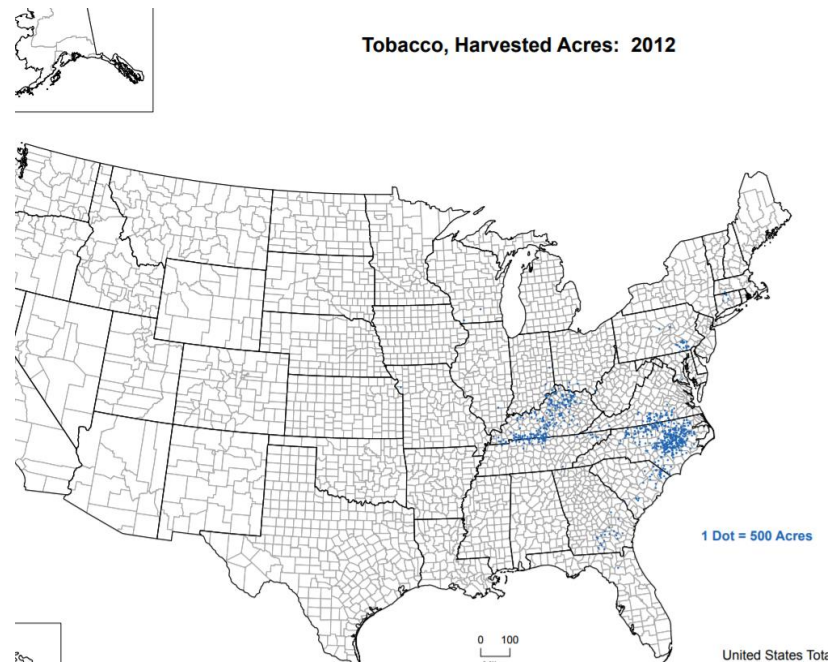 Tobacco, Harvested Acres: 2012
1 Dot = 500 Acres
0 100
United States Tota